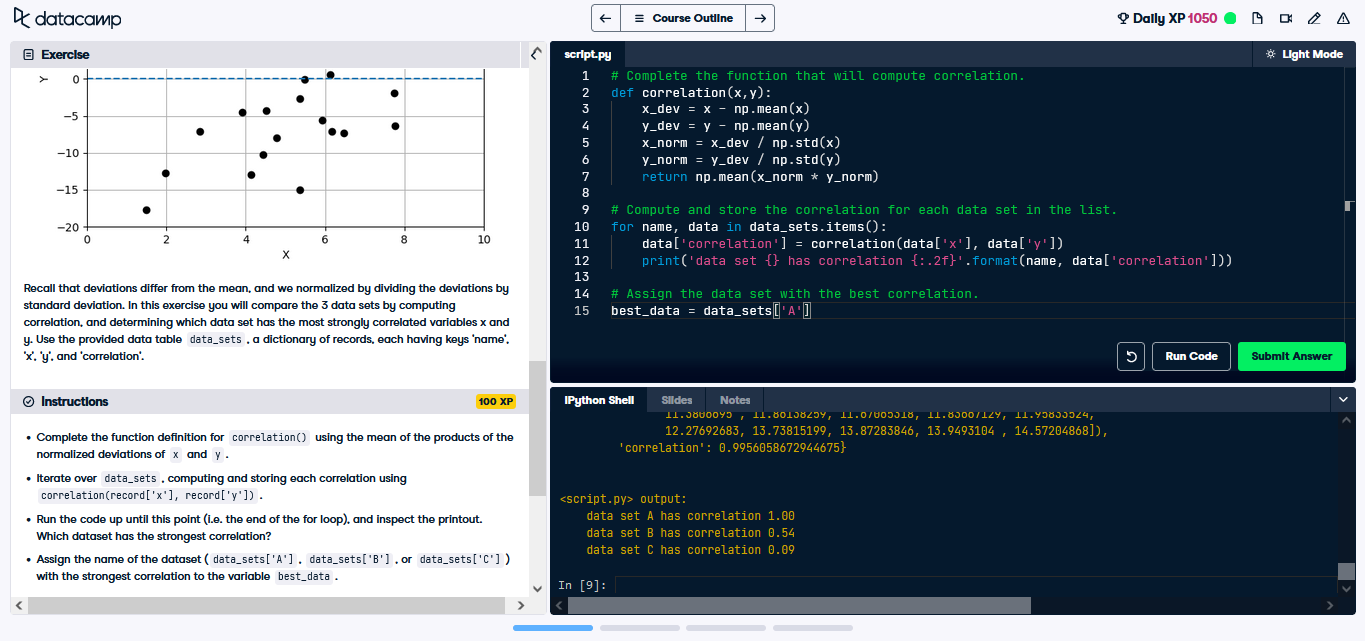 datacamp
Course Outline
Daily XP 1050
Exercise
Y
0
−5
−10
−15
−20
0 2 4 6 8 10
X
Recall that deviations differ from the mean, and we normalized by dividing the deviations by
standard deviation. In this exercise you will compare the 3 data sets by computing
correlation, and determining which data set has the most strongly correlated variables x and
y. Use the provided data table data_sets, a dictionary of records, each having keys 'name',
'x', 'y', and 'correlation'.
Instructions
100 XP
• Complete the function definition for correlation() using the mean of the products of the
normalized deviations of x and y.
• Iterate over data_sets, computing and storing each correlation using
correlation(record['x'], record['y']).
• Run the code up until this point (i.e. the end of the for loop), and inspect the printout.
Which dataset has the strongest correlation?
• Assign the name of the dataset (data_sets['A'], data_sets['B'], or data_sets['C'])
with the strongest correlation to the variable best_data.
script.py
Light Mode
1 # Complete the function that will compute correlation.
2 def correlation(x,y):
3 x_dev = x - np.mean(x)
4 y_dev = y - np.mean(y)
5 x_norm = x_dev / np.std(x)
6 y_norm = y_dev / np.std(y)
7 return np.mean(x_norm * y_norm)
8
9 # Compute and store the correlation for each data set in the list.
10 for name, data in data_sets.items():
11 data['correlation'] = correlation(data['x'], data['y'])
12 print('data set {} has correlation {:.2f}'.format(name, data['correlation']))
13
14 # Assign the data set with the best correlation.
15 best_data = data_sets['A']
Run Code
Submit Answer
IPython Shell
Slides
Notes
11.3808695 , 11.86138259, 11.67065318, 11.83667129, 11.95833524,
12.27692683, 13.73815199, 13.87283846, 13.9493104 , 14.57204868]),
'correlation': 0.9956058672944675}
<script.py> output:
data set A has correlation 1.00
data set B has correlation 0.54
data set C has correlation 0.09
In [9]: